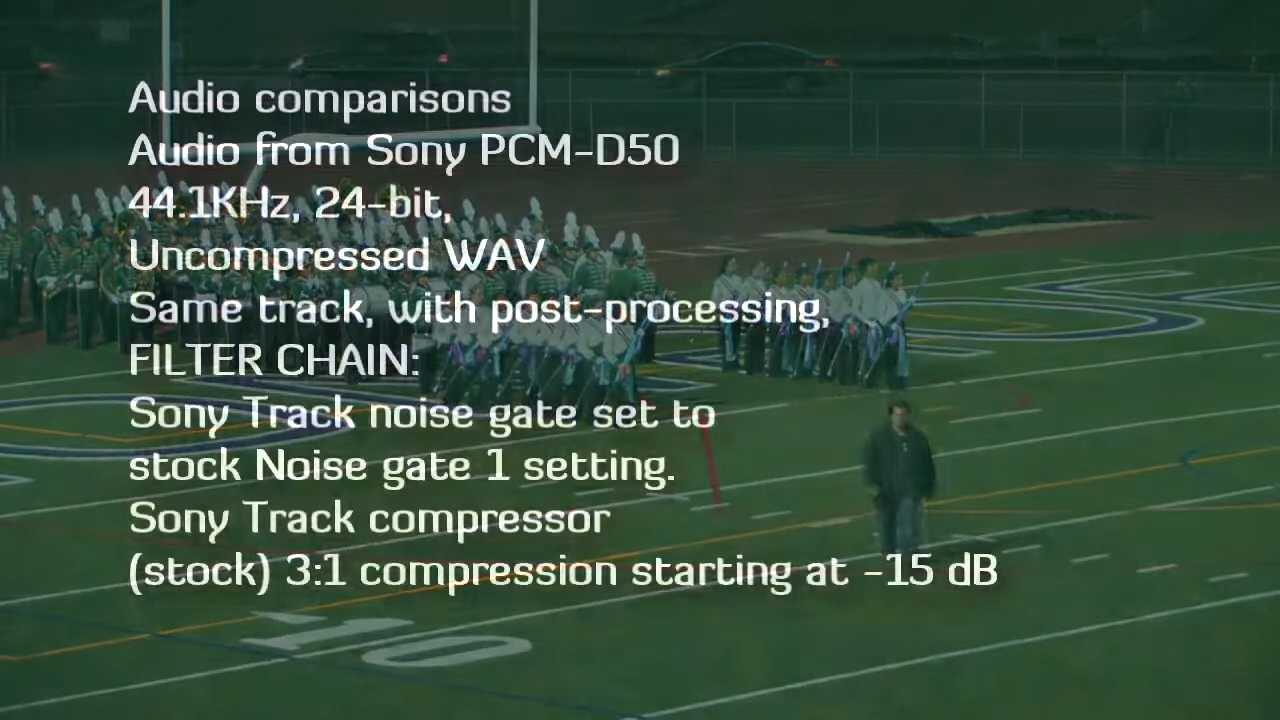 Audio comparisons
Audio from Sony PCM-D50
44.1KHz, 24-bit,
Uncompressed WAV
Same track, with post-processing,
FILTER CHAIN:
Sony Track noise gate set to
stock Noise gate 1 setting.
Sony Track compressor
(stock) 3:1 compression starting at -15 dB
10